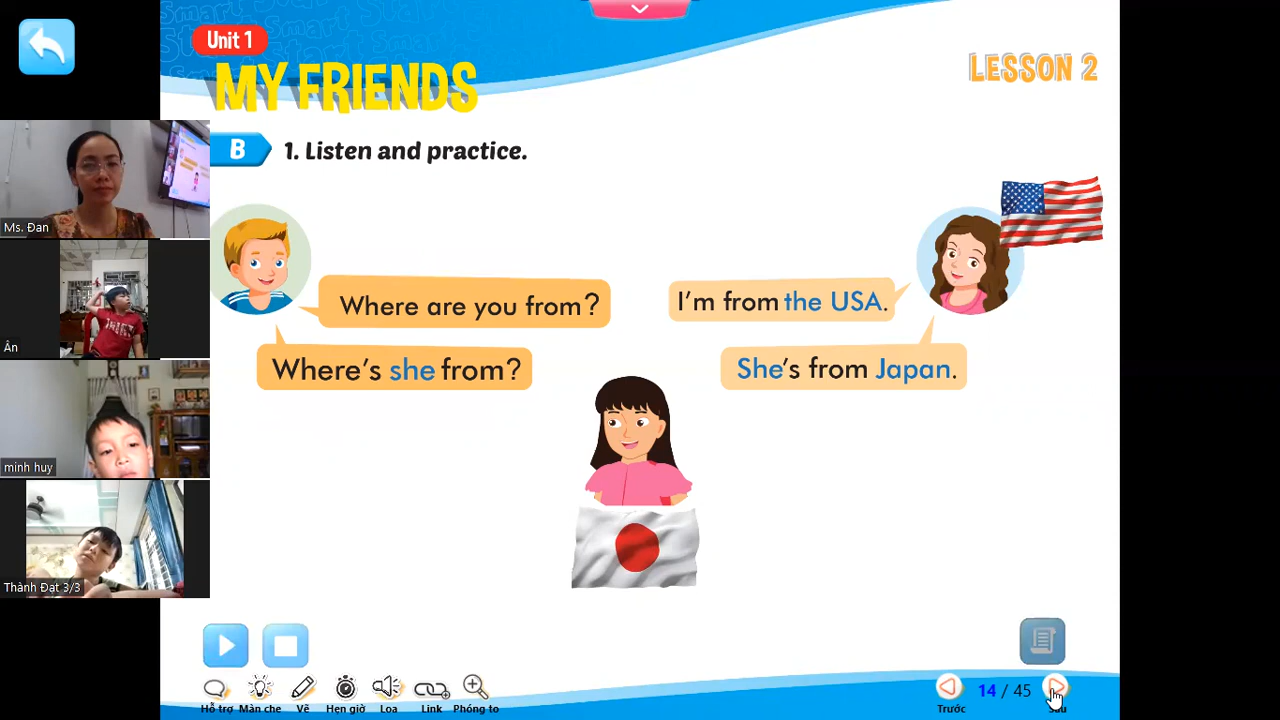 Unit 1
MY FRIENDS
LESSON 2
B
1. Listen and practice.
Ms. Đan
Ân
minh huy
Thành Đạt 3/3
Where are you from?
I'm from the USA.
Where's she from?
She's from Japan.
Hỗ trợ
Màn che
Vẽ
Hẹn giờ
Loa
Link
Phóng to
Trước
14 / 45
Sau